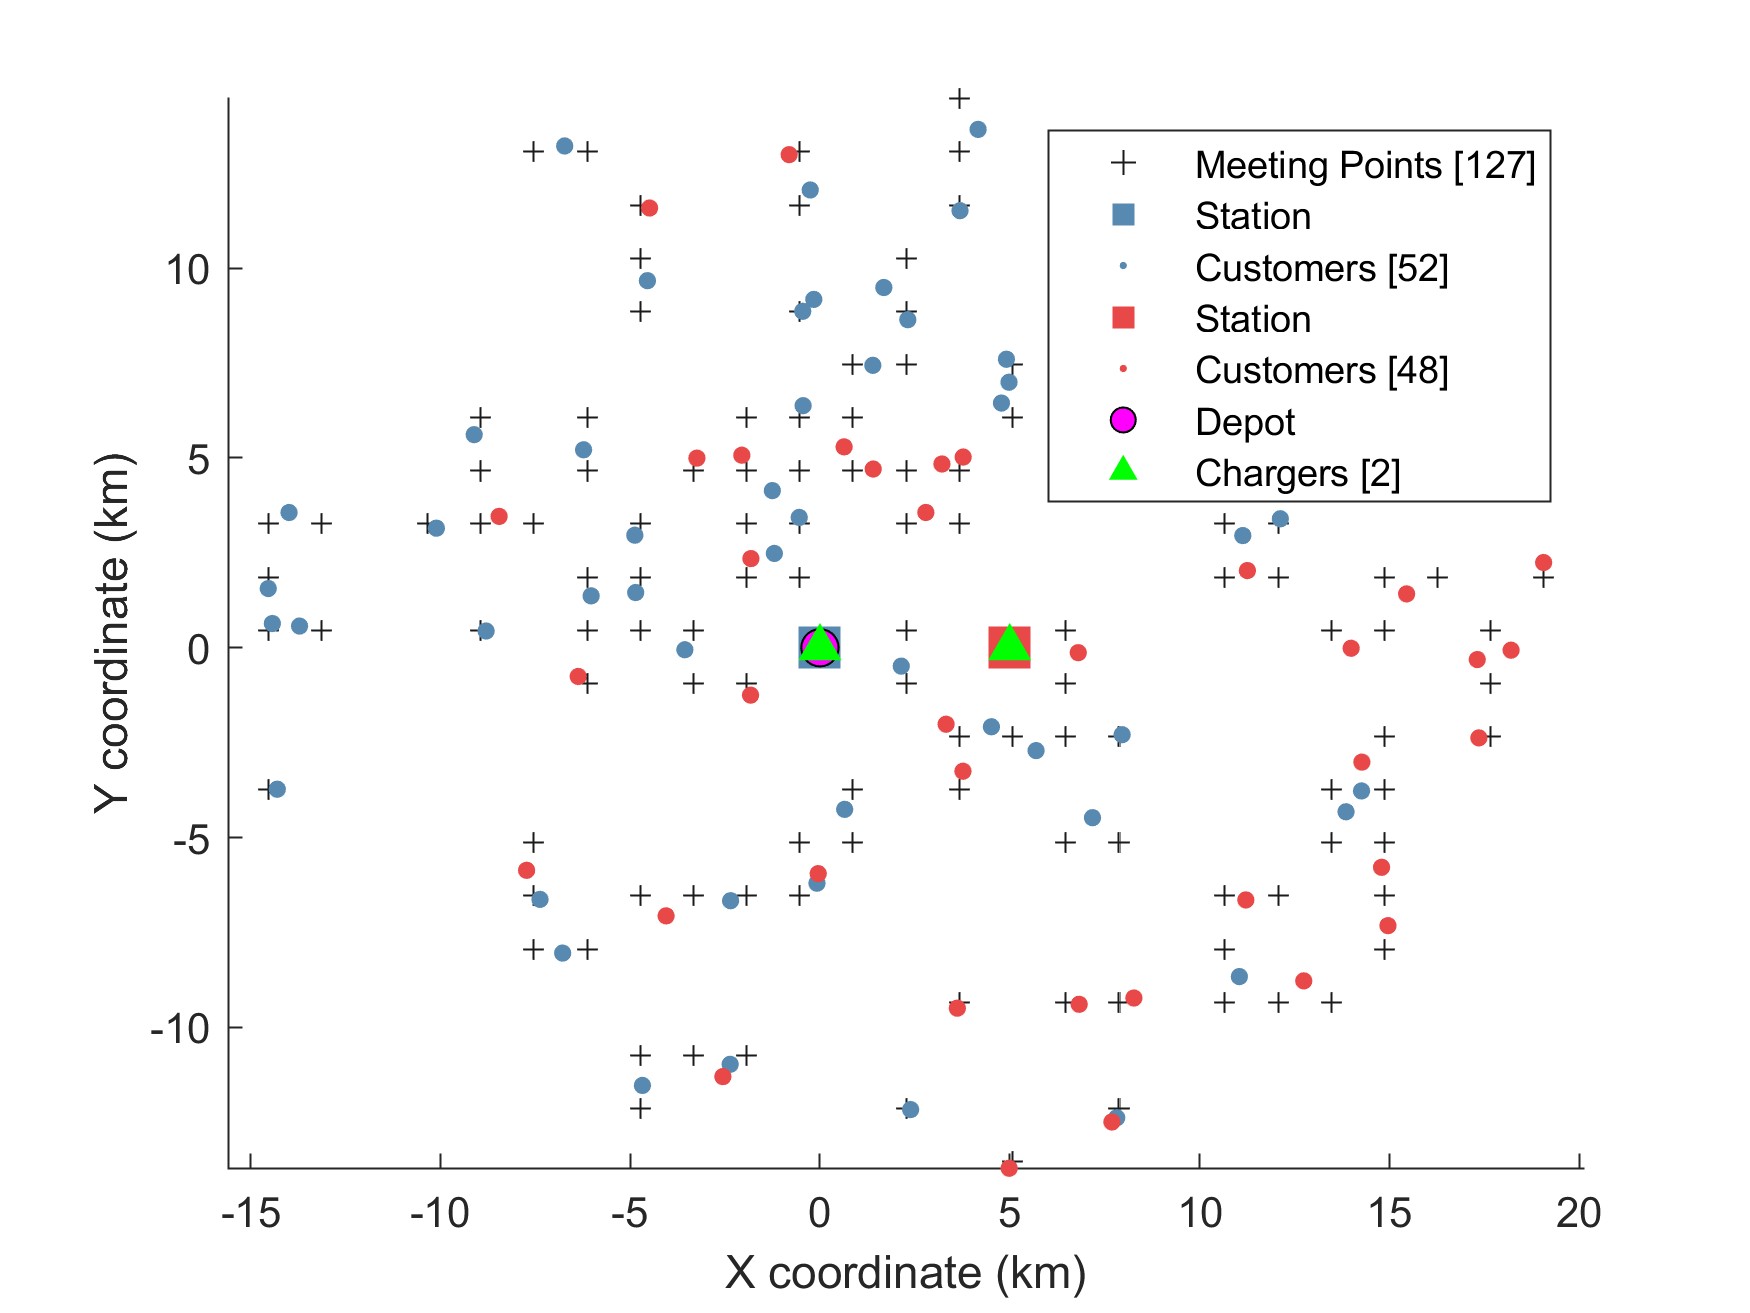 Meeting Points [127]
Station
Customers [52]
Station
Customers [48]
Depot
Chargers [2]
10
5
0
-5
-10
Y coordinate (km)
-15 -10 -5 0 5 10 15 20
X coordinate (km)